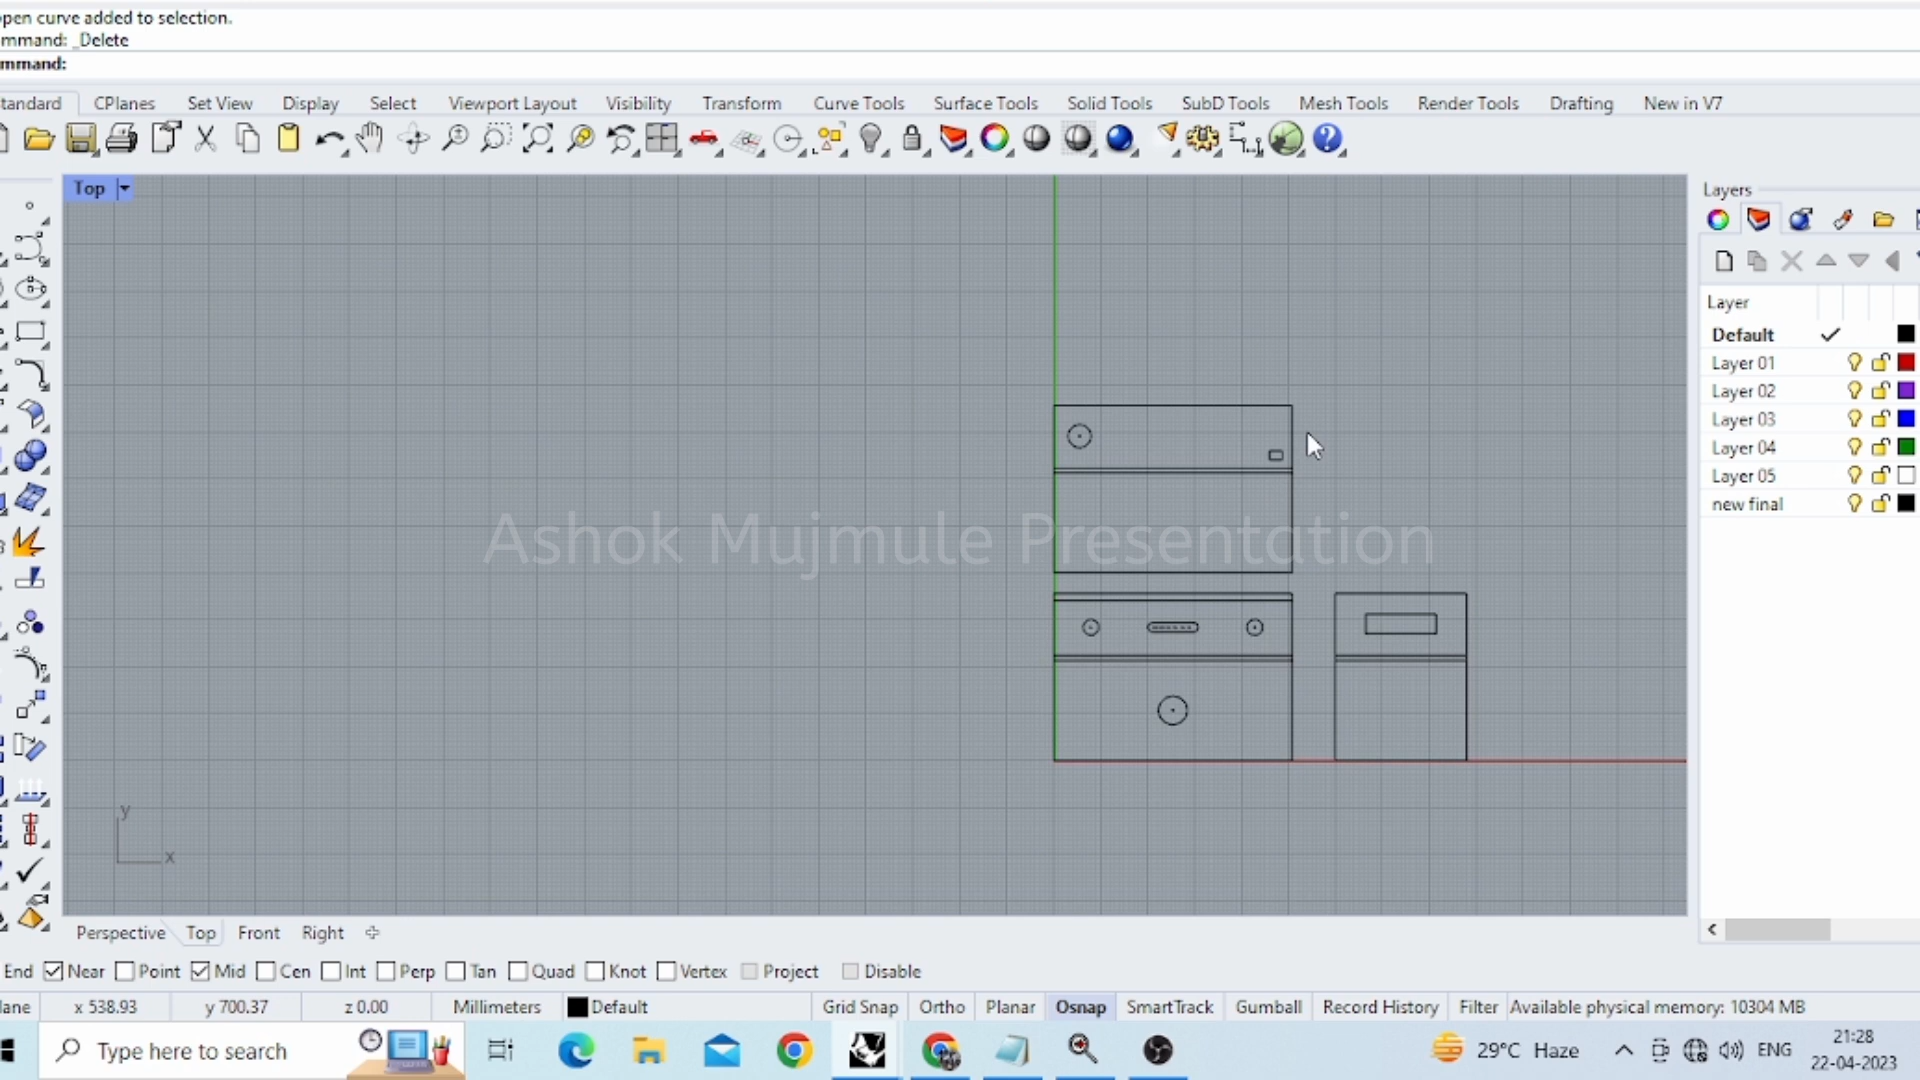 open curve added to selection.
mmand: _Delete
mmand:
tandard CPlanes Set View Display Select Viewport Layout Visibility Transform Curve Tools Surface Tools Solid Tools SubD Tools Mesh Tools Render Tools Drafting New in V7
Top
Layers
Layer
Default
Layer 01
Layer 02
Layer 03
Layer 04
Layer 05
new final
Ashok Mujmule Presentation
y
x
Perspective Top Front Right
End Near Point Mid Cen Int Perp Tan Quad Knot Vertex Project Disable
lane x 538.93 y 700.37 z 0.00 Millimeters Default Grid Snap Ortho Planar Osnap SmartTrack Gumball Record History Filter Available physical memory: 10304 MB
Type here to search 29°C Haze ENG 21:28
22-04-2023